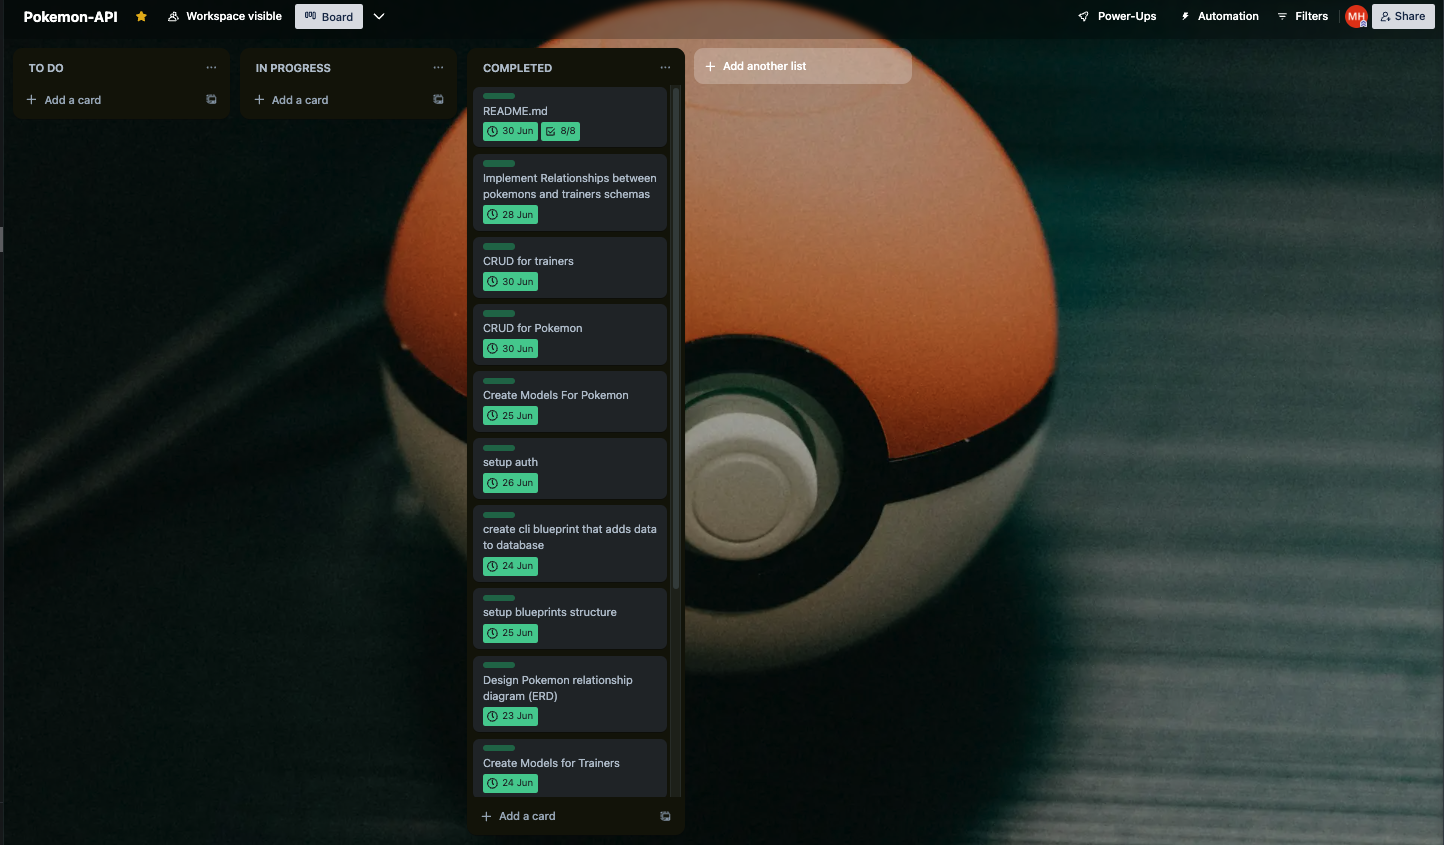 Pokemon-API
Workspace visible
Board
Power-Ups
Automation
Filters
MH
Share
TO DO
Add a card
IN PROGRESS
Add a card
COMPLETED
README.md
30 Jun
8/8
Implement Relationships between
pokemons and trainers schemas
28 Jun
CRUD for trainers
30 Jun
CRUD for Pokemon
30 Jun
Create Models For Pokemon
25 Jun
setup auth
26 Jun
create cli blueprint that adds data
to database
24 Jun
setup blueprints structure
25 Jun
Design Pokemon relationship
diagram (ERD)
23 Jun
Create Models for Trainers
24 Jun
Add a card
Add another list